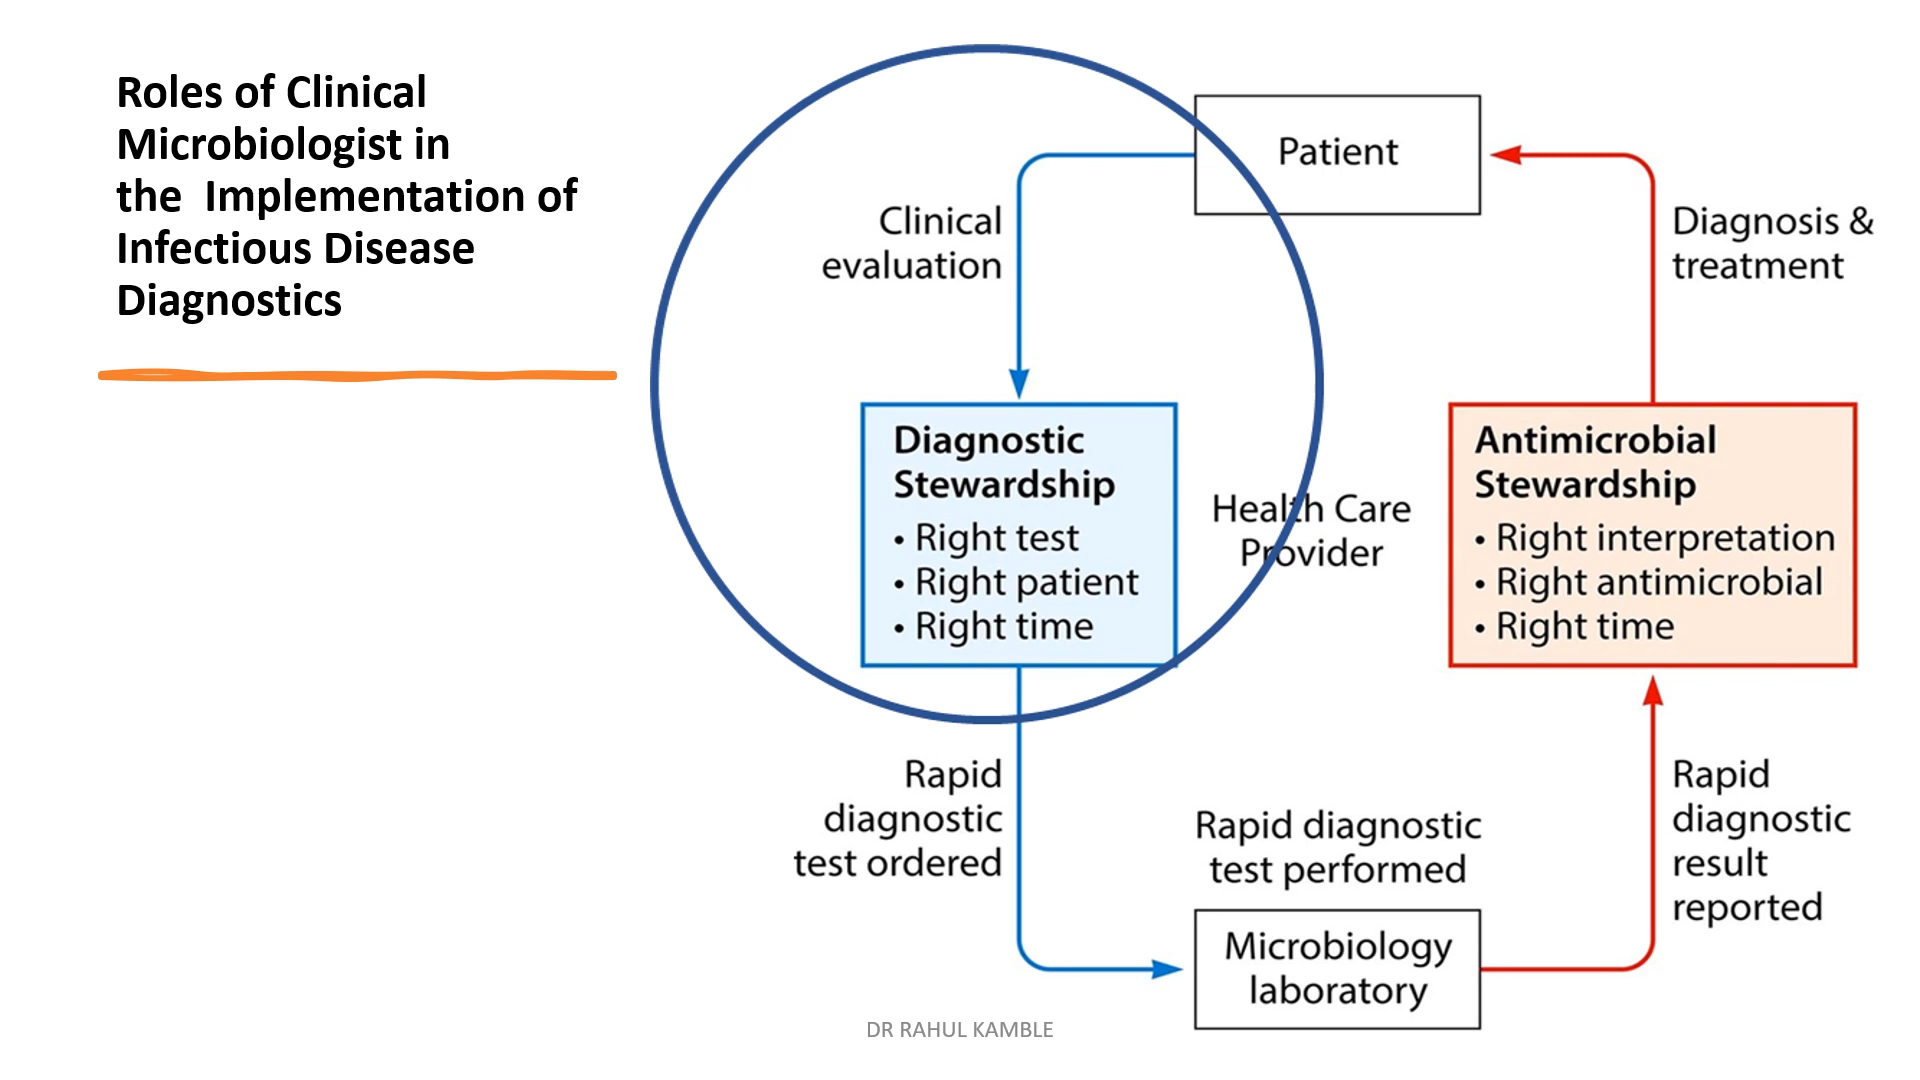 Roles of Clinical
Microbiologist in
the  Implementation of
Infectious Disease
Diagnostics
Patient
Clinical
evaluation
Diagnosis &
treatment
Diagnostic
Stewardship
• Right test
• Right patient
• Right time
Health Care
Provider
Antimicrobial
Stewardship
• Right interpretation
• Right antimicrobial
• Right time
Rapid
diagnostic
test ordered
Rapid diagnostic
test performed
Rapid
diagnostic
result
reported
Microbiology
laboratory
DR RAHUL KAMBLE